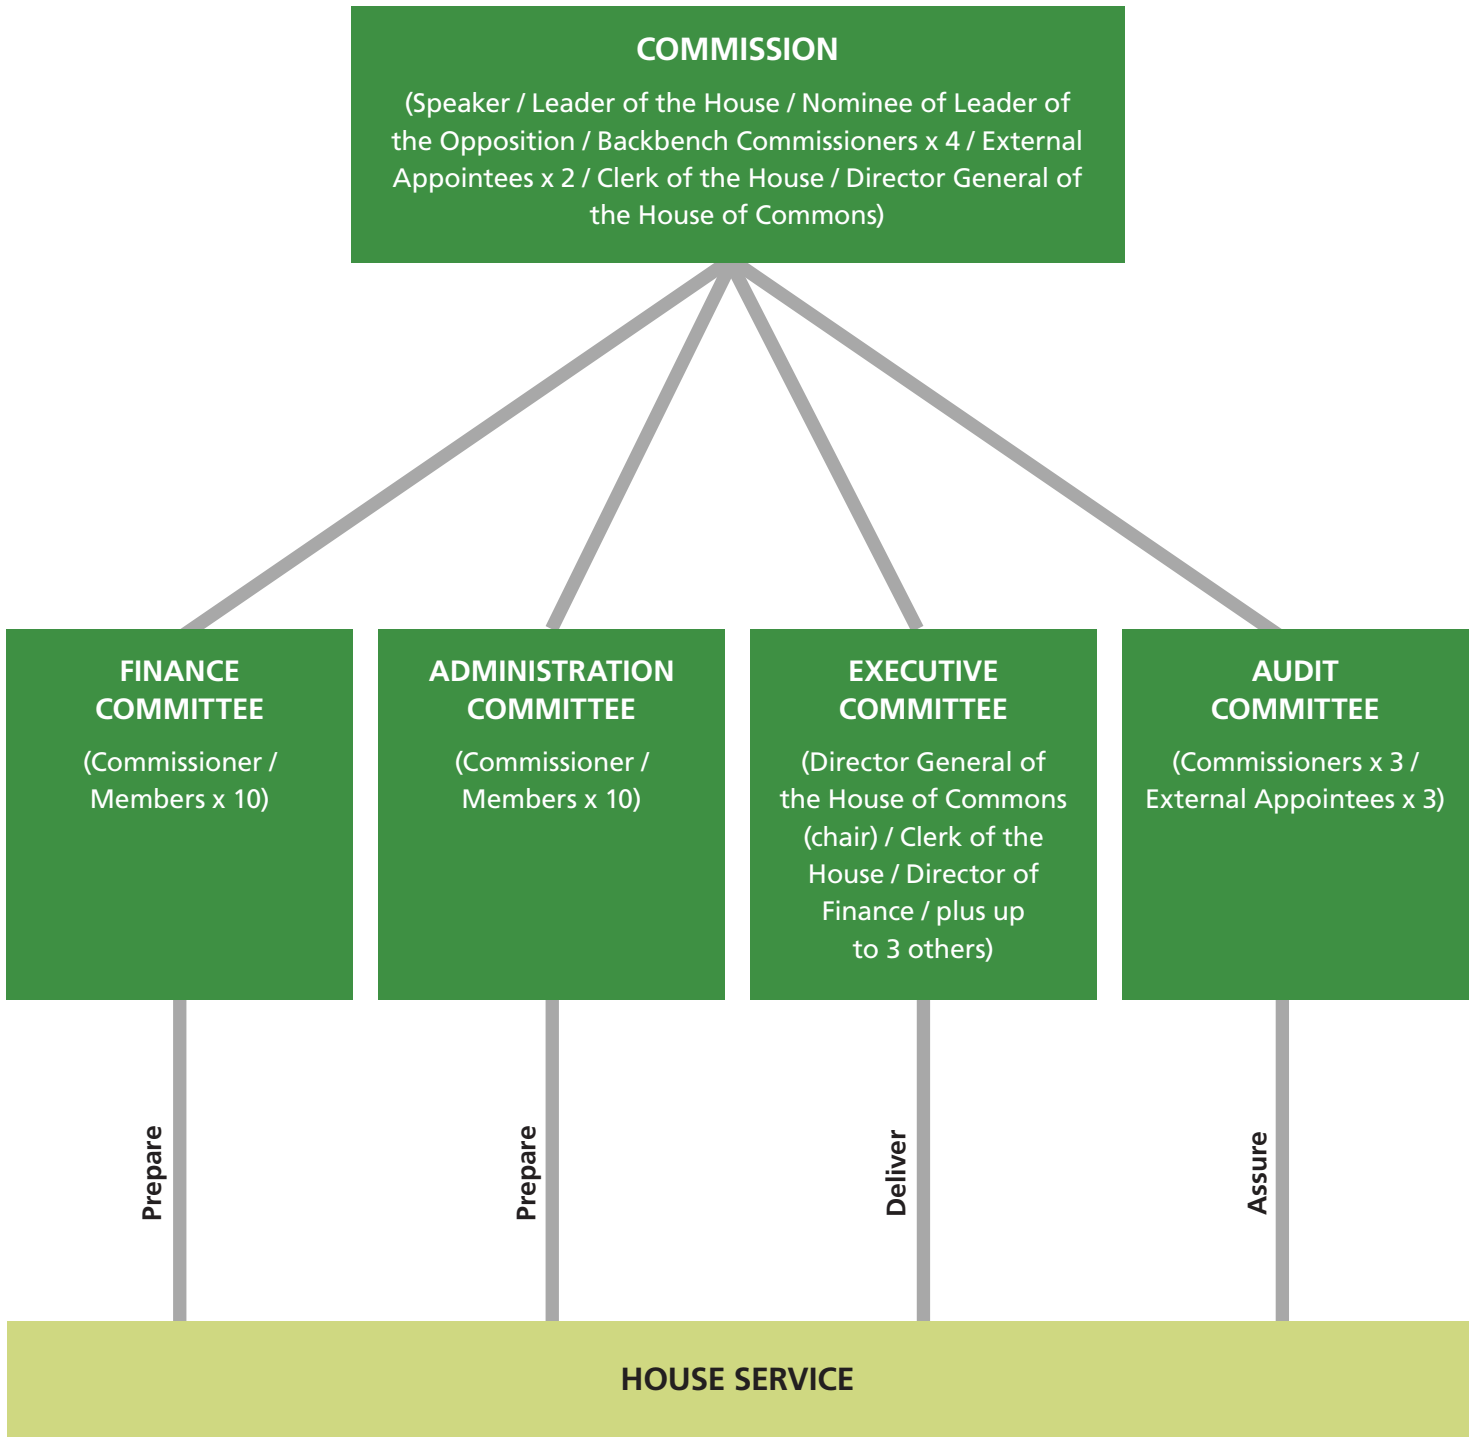 COMMISSION
(Speaker / Leader of the House / Nominee of Leader of
the Opposition / Backbench Commissioners x 4 / External
Appointees x 2 / Clerk of the House / Director General of
the House of Commons)
FINANCE
COMMITTEE
(Commissioner /
Members x 10)
ADMINISTRATION
COMMITTEE
(Commissioner /
Members x 10)
EXECUTIVE
COMMITTEE
(Director General of
the House of Commons
(chair) / Clerk of the
House / Director of
Finance / plus up
to 3 others)
AUDIT
COMMITTEE
(Commissioners x 3 /
External Appointees x 3)
Prepare
Prepare
Deliver
Assure
HOUSE SERVICE